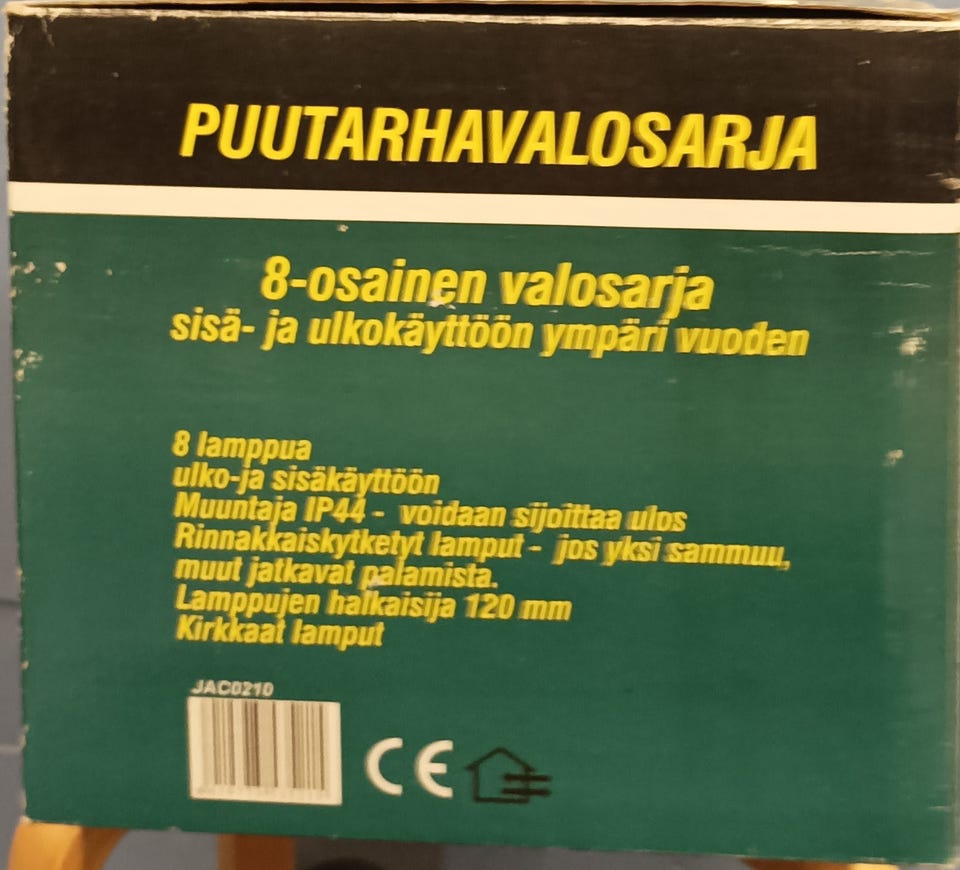 PUUTARHAVALOSARJA
8-osainen valosarja
sisä- ja ulkokäyttöön ympäri vuoden
8 lamppua
ulko-ja sisäkäyttöön
Muuntaja IP44 - voidaan sijoittaa ulos
Rinnakkaiskytketyt lamput - jos yksi sammuu,
muut jatkavat palamista.
Lamppujen halkaisija 120 mm
Kirkkaat lamput
JAC0210
CE